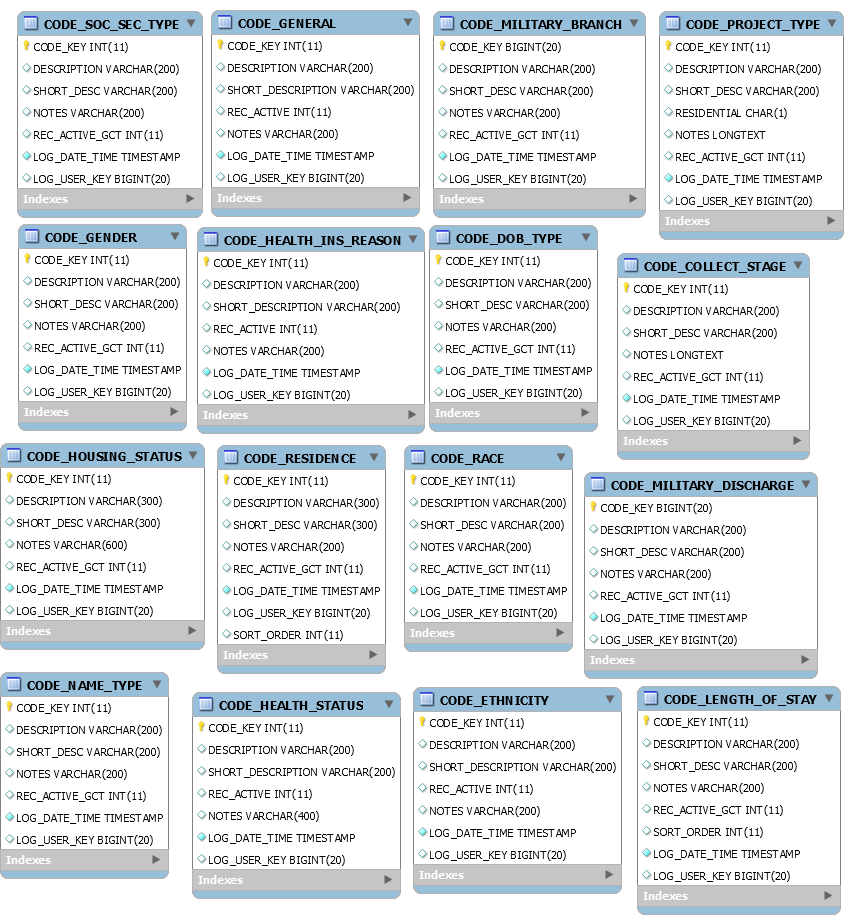 CODE_SOC_SEC_TYPE
CODE_KEY INT(11)
DESCRIPTION VARCHAR(200)
SHORT_DESC VARCHAR(200)
NOTES VARCHAR(200)
REC_ACTIVE_GCT INT(11)
LOG_DATE_TIME TIMESTAMP
LOG_USER_KEY BIGINT(20)
Indexes
CODE_GENERAL
CODE_KEY INT(11)
DESCRIPTION VARCHAR(200)
SHORT_DESCRIPTION VARCHAR(200)
REC_ACTIVE INT(11)
NOTES VARCHAR(200)
LOG_DATE_TIME TIMESTAMP
LOG_USER_KEY BIGINT(20)
Indexes
CODE_MILITARY_BRANCH
CODE_KEY BIGINT(20)
DESCRIPTION VARCHAR(200)
SHORT_DESC VARCHAR(200)
NOTES VARCHAR(200)
REC_ACTIVE_GCT INT(11)
LOG_DATE_TIME TIMESTAMP
LOG_USER_KEY BIGINT(20)
Indexes
CODE_PROJECT_TYPE
CODE_KEY INT(11)
DESCRIPTION VARCHAR(200)
SHORT_DESC VARCHAR(200)
RESIDENTIAL CHAR(1)
NOTES LONGTEXT
REC_ACTIVE_GCT INT(11)
LOG_DATE_TIME TIMESTAMP
LOG_USER_KEY BIGINT(20)
Indexes
CODE_GENDER
CODE_KEY INT(11)
DESCRIPTION VARCHAR(200)
SHORT_DESC VARCHAR(200)
NOTES VARCHAR(200)
REC_ACTIVE_GCT INT(11)
LOG_DATE_TIME TIMESTAMP
LOG_USER_KEY BIGINT(20)
Indexes
CODE_HEALTH_INS_REASON
CODE_KEY INT(11)
DESCRIPTION VARCHAR(200)
SHORT_DESCRIPTION VARCHAR(200)
REC_ACTIVE INT(11)
NOTES VARCHAR(200)
LOG_DATE_TIME TIMESTAMP
LOG_USER_KEY BIGINT(20)
Indexes
CODE_DOB_TYPE
CODE_KEY INT(11)
DESCRIPTION VARCHAR(200)
SHORT_DESC VARCHAR(200)
NOTES VARCHAR(200)
REC_ACTIVE_GCT INT(11)
LOG_DATE_TIME TIMESTAMP
LOG_USER_KEY BIGINT(20)
Indexes
CODE_COLLECT_STAGE
CODE_KEY INT(11)
DESCRIPTION VARCHAR(200)
SHORT_DESC VARCHAR(200)
NOTES LONGTEXT
REC_ACTIVE_GCT INT(11)
LOG_DATE_TIME TIMESTAMP
LOG_USER_KEY BIGINT(20)
Indexes
CODE_HOUSING_STATUS
CODE_KEY INT(11)
DESCRIPTION VARCHAR(300)
SHORT_DESC VARCHAR(300)
NOTES VARCHAR(600)
REC_ACTIVE_GCT INT(11)
LOG_DATE_TIME TIMESTAMP
LOG_USER_KEY BIGINT(20)
Indexes
CODE_RESIDENCE
CODE_KEY INT(11)
DESCRIPTION VARCHAR(300)
SHORT_DESC VARCHAR(300)
NOTES VARCHAR(200)
REC_ACTIVE_GCT INT(11)
LOG_DATE_TIME TIMESTAMP
LOG_USER_KEY BIGINT(20)
SORT_ORDER INT(11)
Indexes
CODE_RACE
CODE_KEY INT(11)
DESCRIPTION VARCHAR(200)
SHORT_DESC VARCHAR(200)
NOTES VARCHAR(200)
REC_ACTIVE_GCT INT(11)
LOG_DATE_TIME TIMESTAMP
LOG_USER_KEY BIGINT(20)
Indexes
CODE_MILITARY_DISCHARGE
CODE_KEY BIGINT(20)
DESCRIPTION VARCHAR(200)
SHORT_DESC VARCHAR(200)
NOTES VARCHAR(200)
REC_ACTIVE_GCT INT(11)
LOG_DATE_TIME TIMESTAMP
LOG_USER_KEY BIGINT(20)
Indexes
CODE_NAME_TYPE
CODE_KEY INT(11)
DESCRIPTION VARCHAR(200)
SHORT_DESC VARCHAR(200)
NOTES VARCHAR(200)
REC_ACTIVE_GCT INT(11)
LOG_DATE_TIME TIMESTAMP
LOG_USER_KEY BIGINT(20)
Indexes
CODE_HEALTH_STATUS
CODE_KEY INT(11)
DESCRIPTION VARCHAR(200)
SHORT_DESCRIPTION VARCHAR(200)
REC_ACTIVE INT(11)
NOTES VARCHAR(400)
LOG_DATE_TIME TIMESTAMP
LOG_USER_KEY BIGINT(20)
Indexes
CODE_ETHNICITY
CODE_KEY INT(11)
DESCRIPTION VARCHAR(200)
SHORT_DESCRIPTION VARCHAR(200)
REC_ACTIVE INT(11)
NOTES VARCHAR(200)
LOG_DATE_TIME TIMESTAMP
LOG_USER_KEY BIGINT(20)
Indexes
CODE_LENGTH_OF_STAY
CODE_KEY INT(11)
DESCRIPTION VARCHAR(200)
SHORT_DESC VARCHAR(200)
NOTES VARCHAR(200)
REC_ACTIVE_GCT INT(11)
SORT_ORDER INT(11)
LOG_DATE_TIME TIMESTAMP
LOG_USER_KEY BIGINT(20)
Indexes